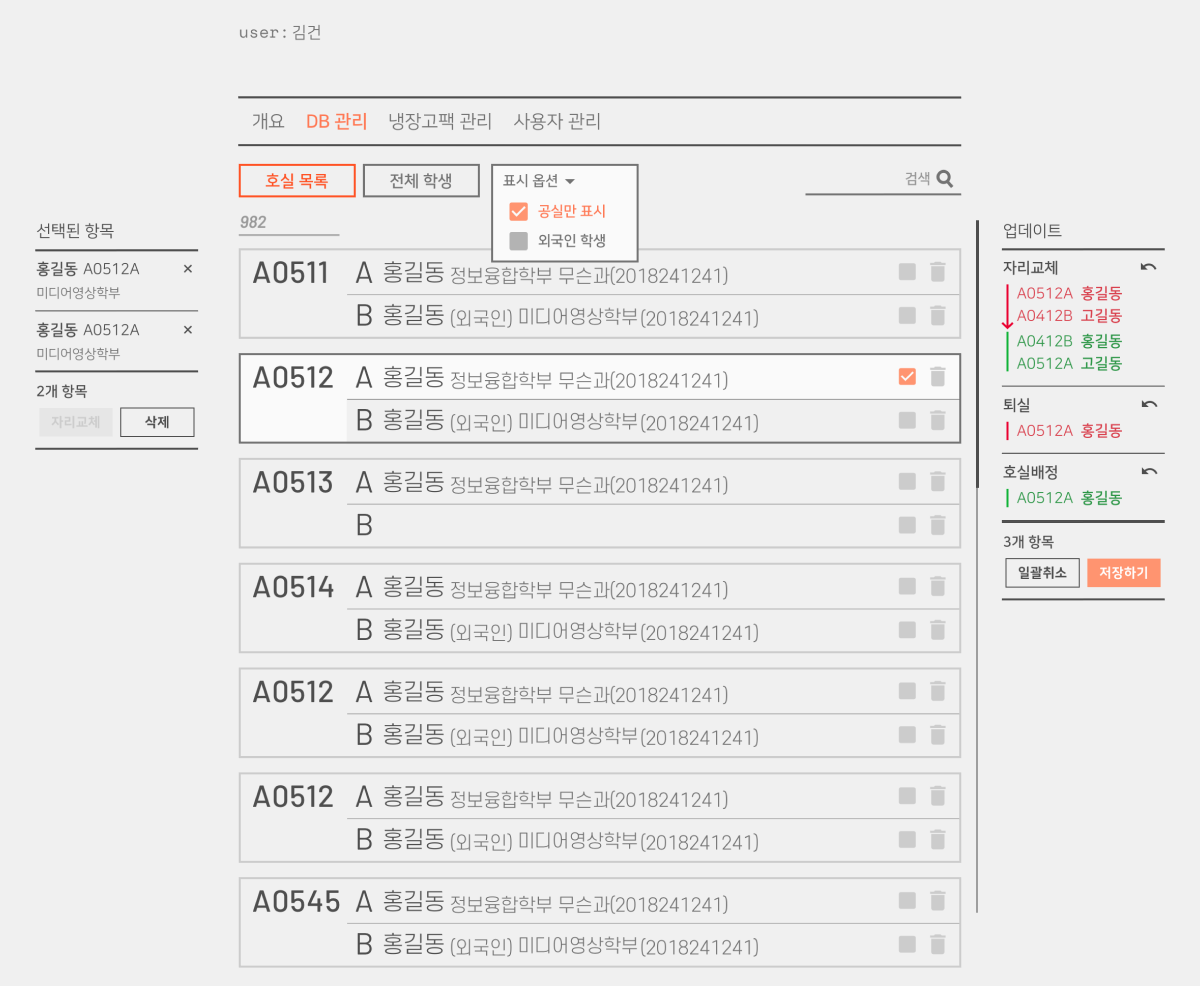 user: 김건
개요 DB 관리 냉장고팩 관리 사용자 관리
호실 목록 전체 학생 표시 옵션
공실만 표시
외국인 학생
검색
982
선택된 항목
홍길동 A0512A ×
미디어영상학부
홍길동 A0512A ×
미디어영상학부
2개 항목
자리교체 삭제
A0511 A 홍길동 정보융합학부 무슨과(2018241241)
B 홍길동 (외국인) 미디어영상학부(2018241241)
A0512 A 홍길동 정보융합학부 무슨과(2018241241)
B 홍길동 (외국인) 미디어영상학부(2018241241)
A0513 A 홍길동 정보융합학부 무슨과(2018241241)
B
A0514 A 홍길동 정보융합학부 무슨과(2018241241)
B 홍길동 (외국인) 미디어영상학부(2018241241)
A0512 A 홍길동 정보융합학부 무슨과(2018241241)
B 홍길동 (외국인) 미디어영상학부(2018241241)
A0512 A 홍길동 정보융합학부 무슨과(2018241241)
B 홍길동 (외국인) 미디어영상학부(2018241241)
A0545 A 홍길동 정보융합학부 무슨과(2018241241)
B 홍길동 (외국인) 미디어영상학부(2018241241)
업데이트
자리교체
A0512A 홍길동
A0412B 고길동
A0412B 홍길동
A0512A 고길동
퇴실
A0512A 홍길동
호실배정
A0512A 홍길동
3개 항목
일괄취소 저장하기